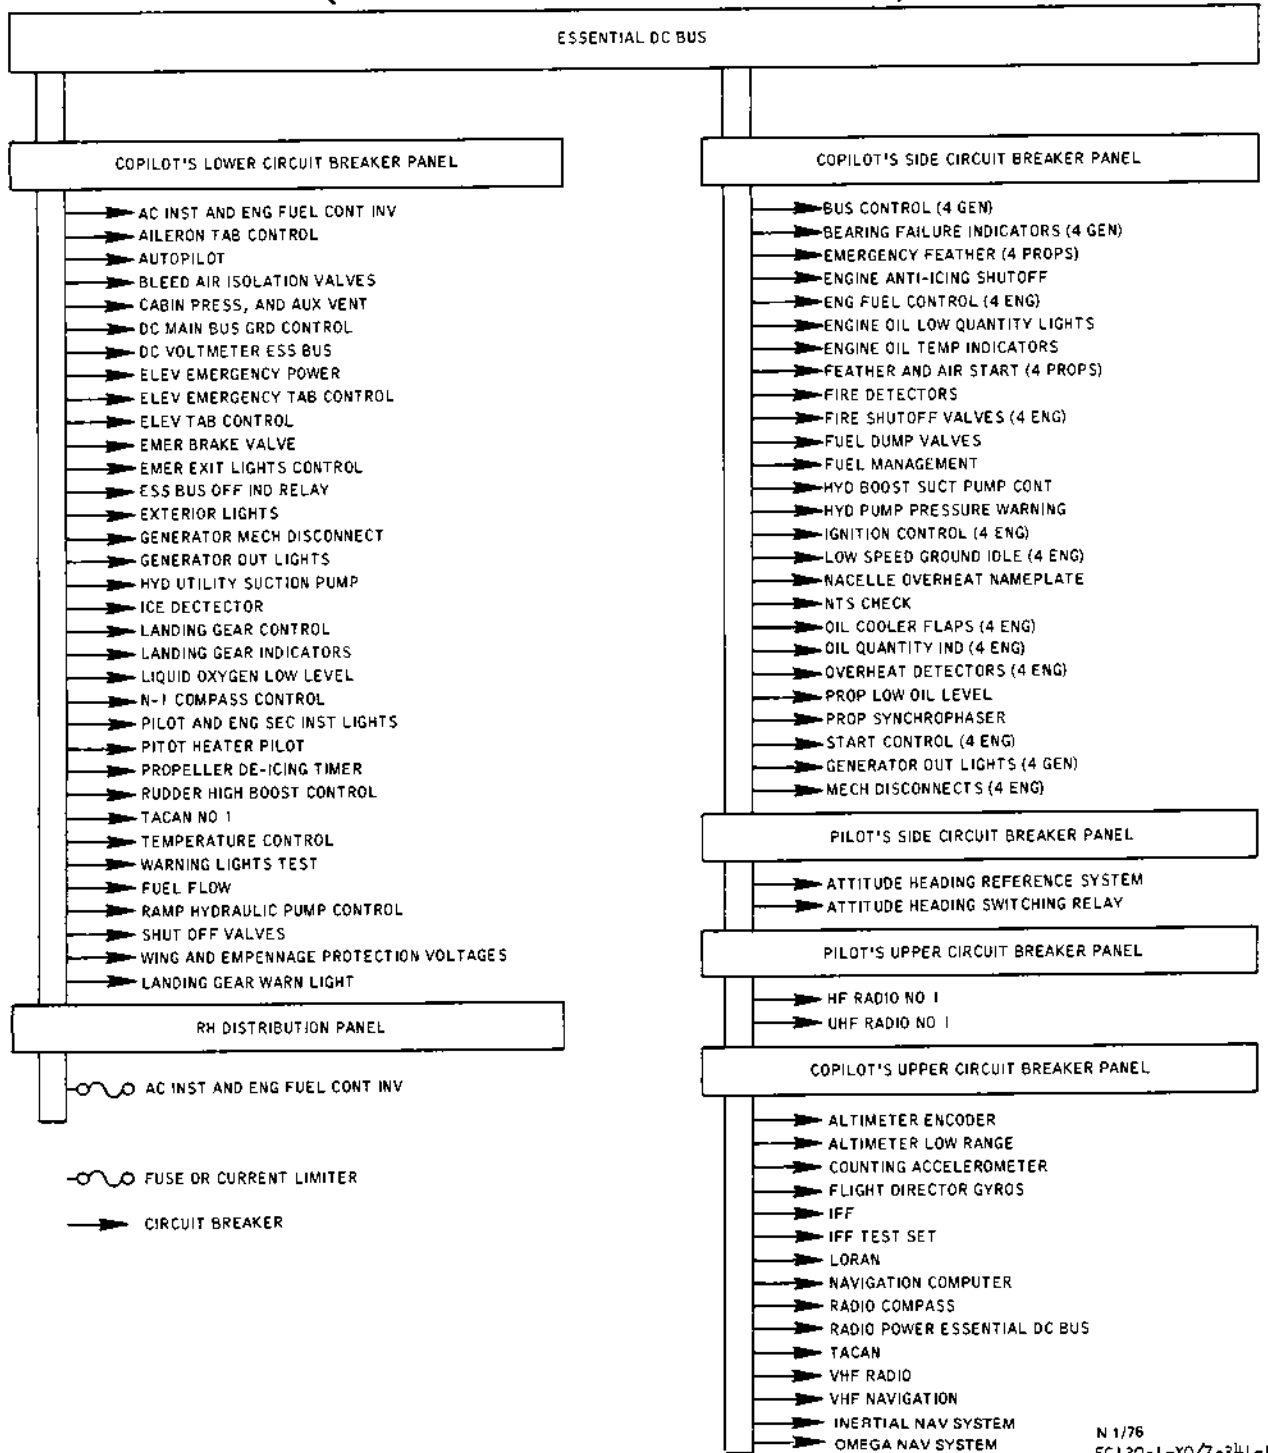 ESSENTIAL DC BUS
COPILOT'S LOWER CIRCUIT BREAKER PANEL
AC INST AND ENG FUEL CONT INV
AILERON TAB CONTROL
AUTOPILOT
BLEED AIR ISOLATION VALVES
CABIN PRESS, AND AUX VENT
DC MAIN BUS GRD CONTROL
DC VOLTMETER ESS BUS
ELEV EMERGENCY POWER
ELEV EMERGENCY TAB CONTROL
ELEV TAB CONTROL
EMER BRAKE VALVE
EMER EXIT LIGHTS CONTROL
ESS BUS OFF IND RELAY
EXTERIOR LIGHTS
GENERATOR MECH DISCONNECT
GENERATOR OUT LIGHTS
HYD UTILITY SUCTION PUMP
ICE DECTECTOR
LANDING GEAR CONTROL
LANDING GEAR INDICATORS
LIQUID OXYGEN LOW LEVEL
N-1 COMPASS CONTROL
PILOT AND ENG SEC INST LIGHTS
PITOT HEATER PILOT
PROPELLER DE-ICING TIMER
RUDDER HIGH BOOST CONTROL
TACAN NO 1
TEMPERATURE CONTROL
WARNING LIGHTS TEST
FUEL FLOW
RAMP HYDRAULIC PUMP CONTROL
SHUT OFF VALVES
WING AND EMPENNAGE PROTECTION VOLTAGES
LANDING GEAR WARN LIGHT
RH DISTRIBUTION PANEL
AC INST AND ENG FUEL CONT INV
FUSE OR CURRENT LIMITER
CIRCUIT BREAKER
COPILOT'S SIDE CIRCUIT BREAKER PANEL
BUS CONTROL (4 GEN)
BEARING FAILURE INDICATORS (4 GEN)
EMERGENCY FEATHER (4 PROPS)
ENGINE ANTI-ICING SHUTOFF
ENG FUEL CONTROL (4 ENG)
ENGINE OIL LOW QUANTITY LIGHTS
ENGINE OIL TEMP INDICATORS
FEATHER AND AIR START (4 PROPS)
FIRE DETECTORS
FIRE SHUTOFF VALVES (4 ENG)
FUEL DUMP VALVES
FUEL MANAGEMENT
HYD BOOST SUCT PUMP CONT
HYD PUMP PRESSURE WARNING
IGNITION CONTROL (4 ENG)
LOW SPEED GROUND IDLE (4 ENG)
NACELLE OVERHEAT NAMEPLATE
NTS CHECK
OIL COOLER FLAPS (4 ENG)
OIL QUANTITY IND (4 ENG)
OVERHEAT DETECTORS (4 ENG)
PROP LOW OIL LEVEL
PROP SYNCHROPHASER
START CONTROL (4 ENG)
GENERATOR OUT LIGHTS (4 GEN)
MECH DISCONNECTS (4 ENG)
PILOT'S SIDE CIRCUIT BREAKER PANEL
ATTITUDE HEADING REFERENCE SYSTEM
ATTITUDE HEADING SWITCHING RELAY
PILOT'S UPPER CIRCUIT BREAKER PANEL
HF RADIO NO 1
UHF RADIO NO 1
COPILOT'S UPPER CIRCUIT BREAKER PANEL
ALTIMETER ENCODER
ALTIMETER LOW RANGE
COUNTING ACCELEROMETER
FLIGHT DIRECTOR GYROS
IFF
IFF TEST SET
LORAN
NAVIGATION COMPUTER
RADIO COMPASS
RADIO POWER ESSENTIAL DC BUS
TACAN
VHF RADIO
VHF NAVIGATION
INERTIAL NAV SYSTEM
OMEGA NAV SYSTEM
N 1/76